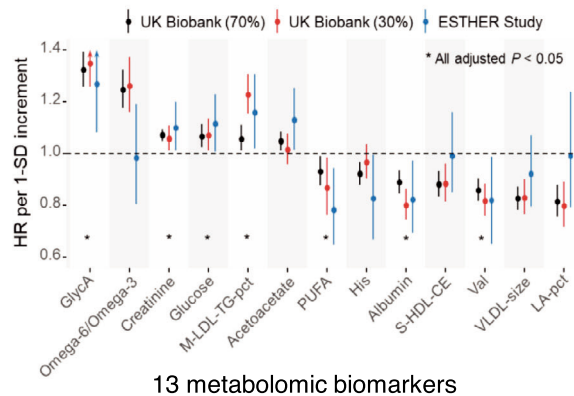 UK Biobank (70%) UK Biobank (30%) ESTHER Study
* All adjusted P < 0.05
HR per 1-SD increment
1.4
1.2
1.0
0.8
0.6
* * * * * * *
GlycA
Omega-6/Omega-3
Creatinine
Glucose
M-LDL-TG-pct
Acetoacetate
PUFA
His
Albumin
S-HDL-CE
Val
VLDL-size
LA-pct
13 metabolomic biomarkers